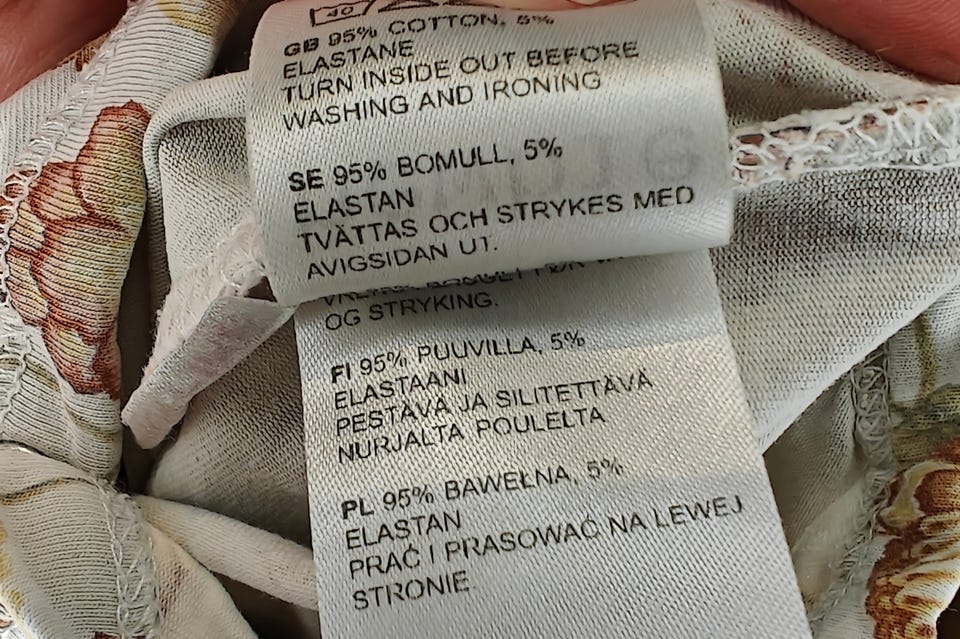 40
GB 95% COTTON, 5%
ELASTANE
TURN INSIDE OUT BEFORE
WASHING AND IRONING
SE 95% BOMULL, 5%
ELASTAN
TVÄTTAS OCH STRYKES MED
AVIGSIDAN UT.
OG STRYKING.
FI 95% PUUVILLA, 5%
ELASTAANI
PESTÄVÄ JA SILITETTÄVÄ
NURJALTA POULELTA
PL 95% BAWEŁNA, 5%
ELASTAN
PRAĆ I PRASOWAĆ NA LEWEJ
STRONIE.